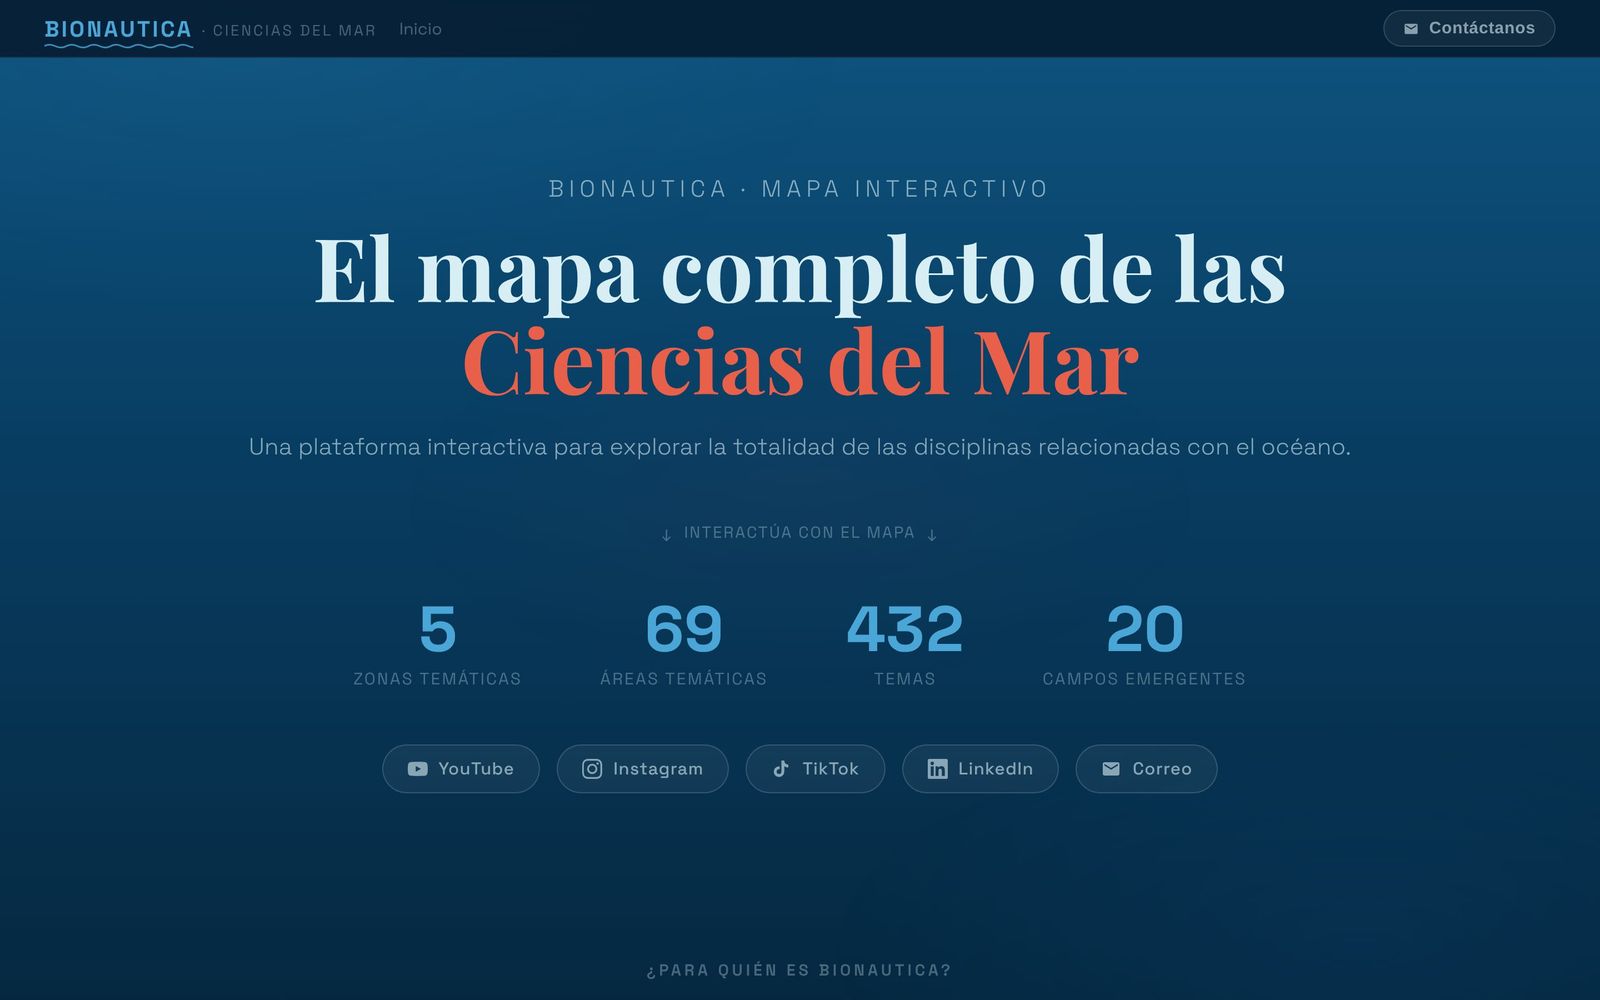 BIONAUTICA · CIENCIAS DEL MAR Inicio Contáctanos
BIONAUTICA · MAPA INTERACTIVO
El mapa completo de las
Ciencias del Mar
Una plataforma interactiva para explorar la totalidad de las disciplinas relacionadas con el océano.
↓ INTERACTÚA CON EL MAPA ↓
5 69 432 20
ZONAS TEMÁTICAS ÁREAS TEMÁTICAS TEMAS CAMPOS EMERGENTES
YouTube Instagram TikTok LinkedIn Correo
¿PARA QUIÉN ES BIONAUTICA?